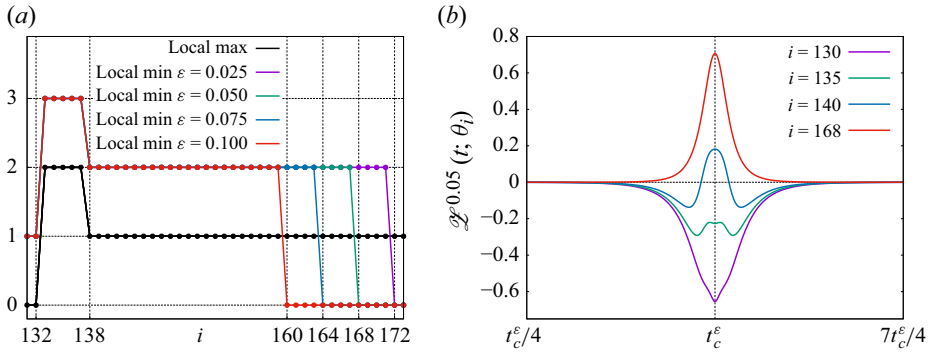 (a)
Local max
Local min ε = 0.025
Local min ε = 0.050
Local min ε = 0.075
Local min ε = 0.100
3
2
1
0
132 138 i 160 164 168 172
(b)
0.8
0.6
0.4
0.2
0
−0.2
−0.4
−0.6
𝒵^0.05 (t; θ_i)
i = 130
i = 135
i = 140
i = 168
t_c^ε/4 t_c^ε 7t_c^ε/4